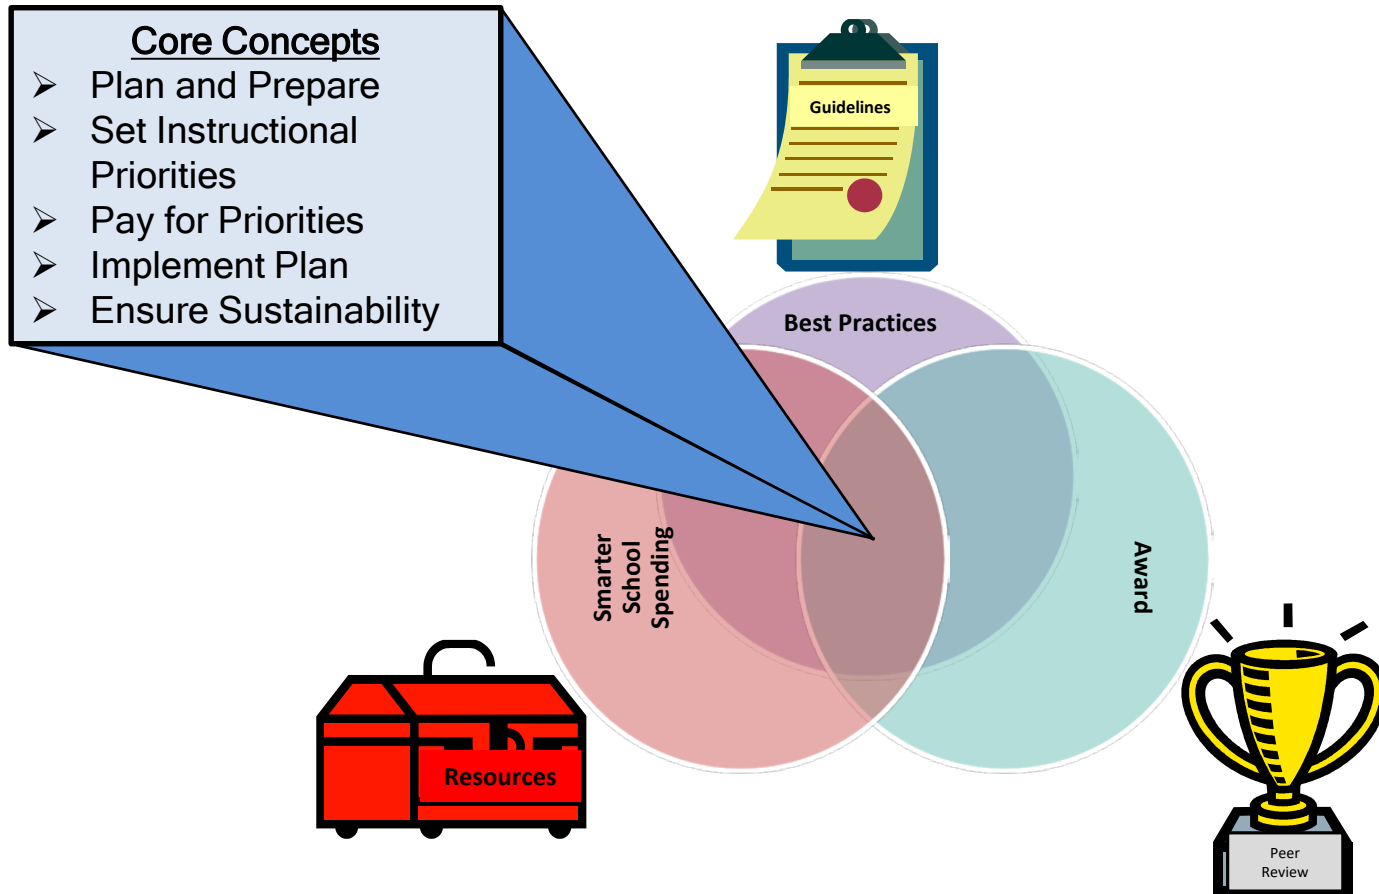 Core Concepts
➢ Plan and Prepare
➢ Set Instructional
Priorities
➢ Pay for Priorities
➢ Implement Plan
➢ Ensure Sustainability
Guidelines
Best Practices
Smarter
School
Spending
Award
Resources
Peer
Review